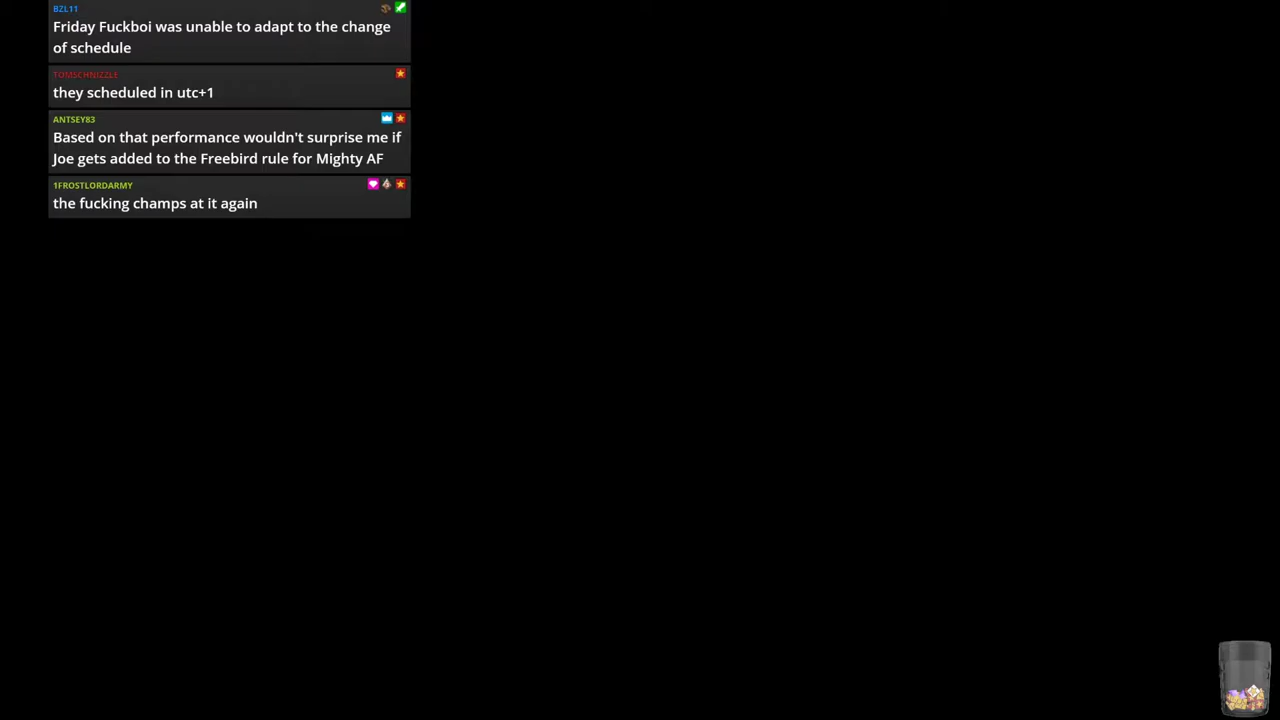 BZL11
Friday Fuckboi was unable to adapt to the change
of schedule
TOMSCHNIZZLE
they scheduled in utc+1
ANTSEY83
Based on that performance wouldn't surprise me if
Joe gets added to the Freebird rule for Mighty AF
1FROSTLORDARMY
the fucking champs at it again